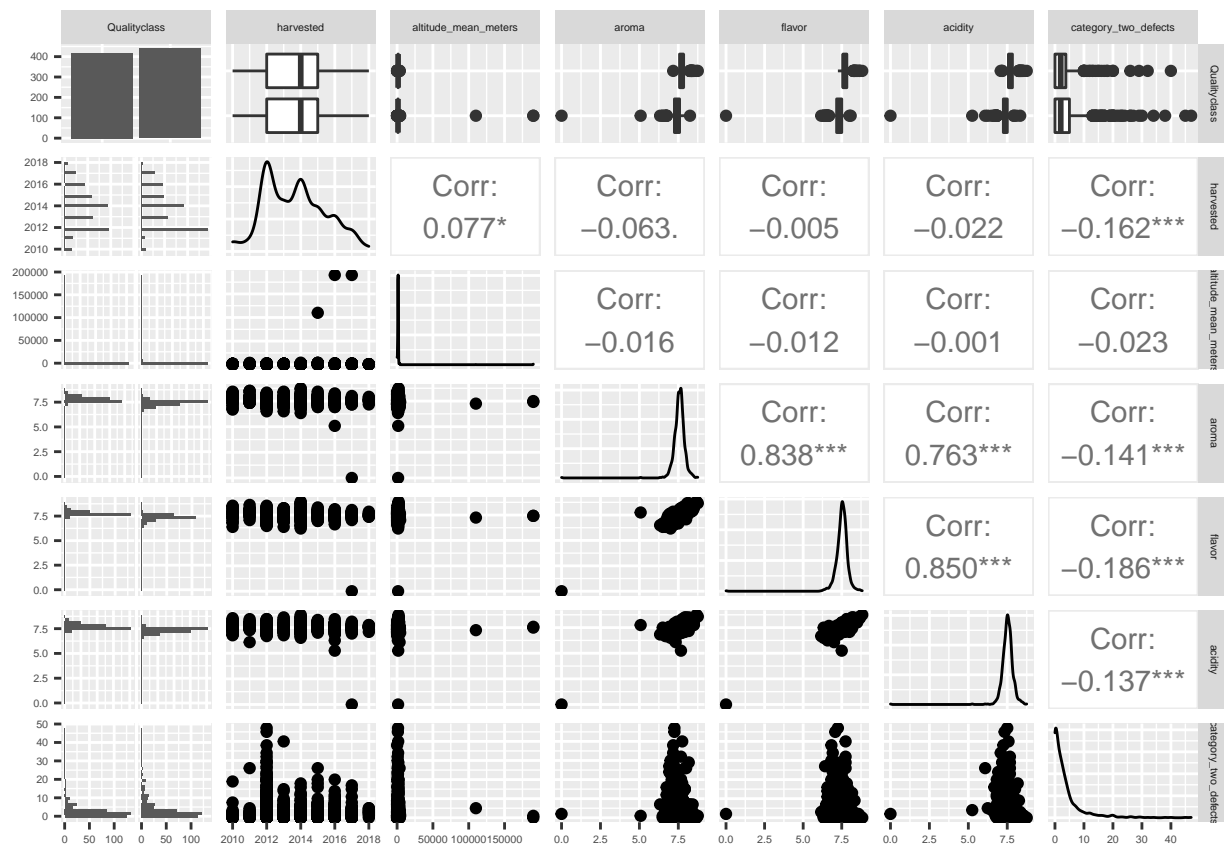 Qualityclass harvested altitude_mean_meters aroma flavor acidity category_two_defects
400
300
200
100
0
Qualityclass
2018
2016
2014
2012
2010
Corr:
0.077*
Corr:
−0.063.
Corr:
−0.005
Corr:
−0.022
Corr:
−0.162***
harvested
200000
150000
100000
50000
0
Corr:
−0.016
Corr:
−0.012
Corr:
−0.001
Corr:
−0.023
ltitude_mean_meters
7.5
5.0
2.5
0.0
Corr:
0.838***
Corr:
0.763***
Corr:
−0.141***
aroma
7.5
5.0
2.5
0.0
Corr:
0.850***
Corr:
−0.186***
flavor
7.5
5.0
2.5
0.0
Corr:
−0.137***
acidity
50
40
30
20
10
0
category_two_defects
0 50 100 0 50 100 2010 2012 2014 2016 2018 0 50000 100000 150000 0.0 2.5 5.0 7.5 0.0 2.5 5.0 7.5 0.0 2.5 5.0 7.5 0 10 20 30 40